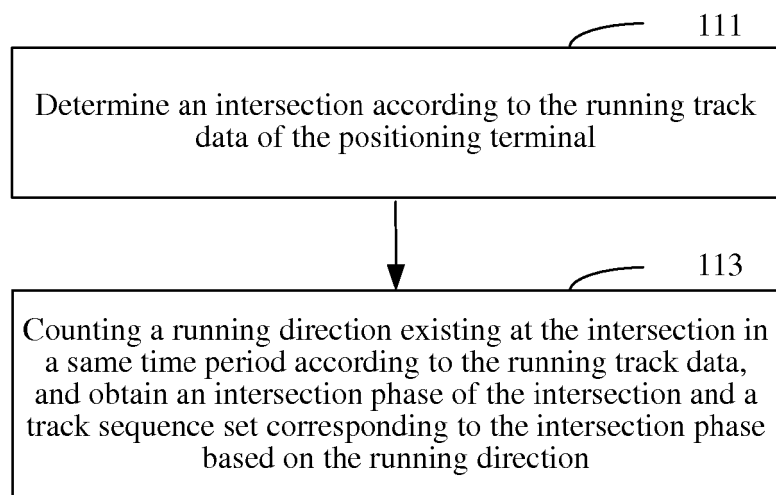 111
Determine an intersection according to the running track
data of the positioning terminal
113
Counting a running direction existing at the intersection in
a same time period according to the running track data,
and obtain an intersection phase of the intersection and a
track sequence set corresponding to the intersection phase
based on the running direction